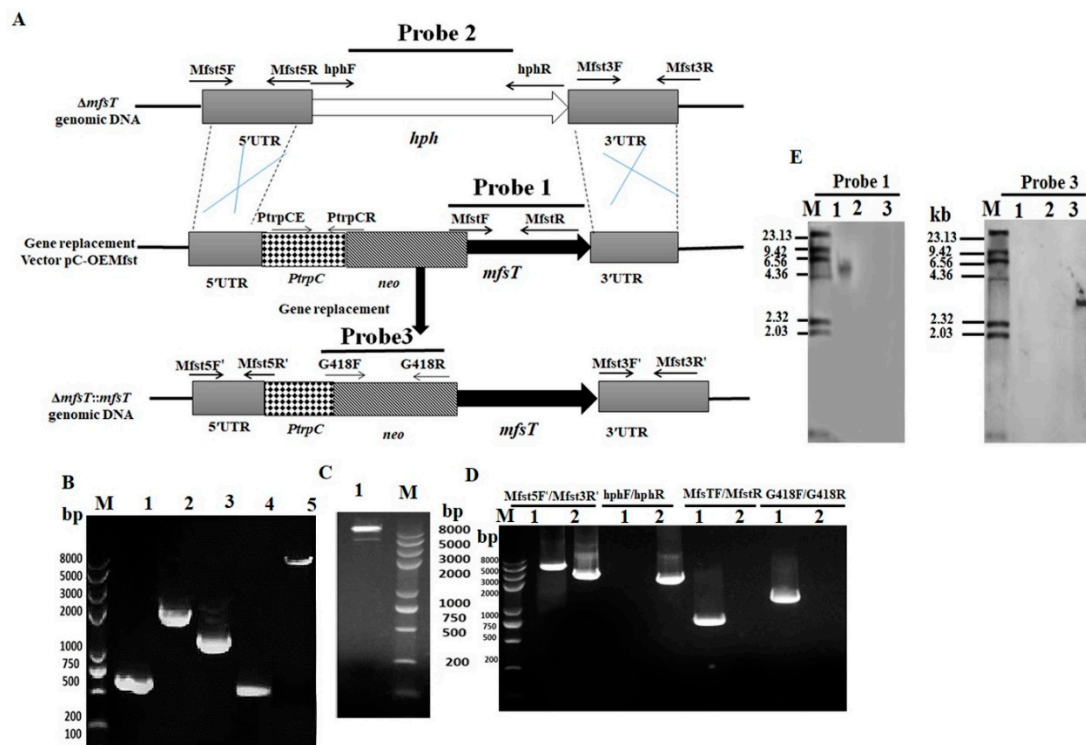 A
Probe 2
Mfst5F Mfst5R hphF hphR Mfst3F Mfst3R
ΔmfsT
genomic DNA
5'UTR hph 3'UTR
Probe 1
PtrpCE PtrpCR MfstF MfstR
Gene replacement
Vector pC-OEMfst
5'UTR PtrpC neo mfsT 3'UTR
Gene replacement
Probe3
Mfst5F' Mfst5R' G418F G418R Mfst3F' Mfst3R'
ΔmfsT::mfsT
genomic DNA
5'UTR PtrpC neo mfsT 3'UTR
B
M 1 2 3 4 5
bp
8000
5000
3000
2000
1000
750
500
200
100
C
1 M
bp
8000
5000
3000
2000
1000
750
500
200
D
Mfst5F'/Mfst3R' hphF/hphR MfsTF/MfstR G418F/G418R
M 1 2 1 2 1 2 1 2
bp
8000
5000
3000
2000
1000
750
500
200
E
Probe 1
M 1 2 3
23.13
9.42
6.56
4.36
2.32
2.03
Probe 3
kb M 1 2 3
23.13
9.42
6.56
4.36
2.32
2.03